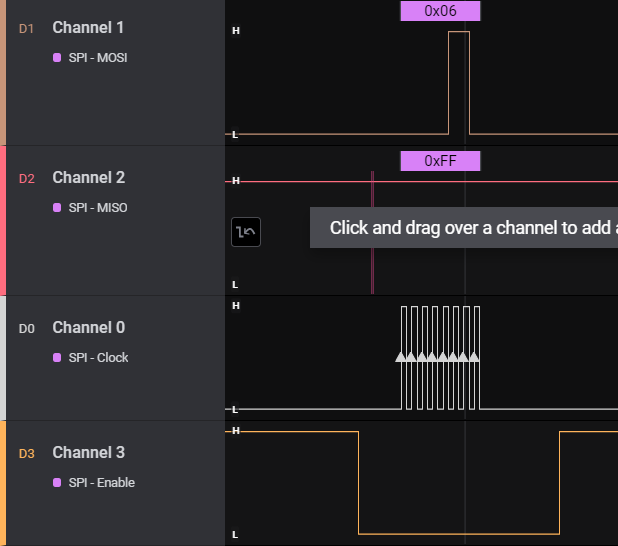 0x06
D1 Channel 1
H
SPI - MOSI
L
0xFF
D2 Channel 2
H
SPI - MISO
Click and drag over a channel to add
L
H
D0 Channel 0
SPI - Clock
L
H
D3 Channel 3
SPI - Enable
L